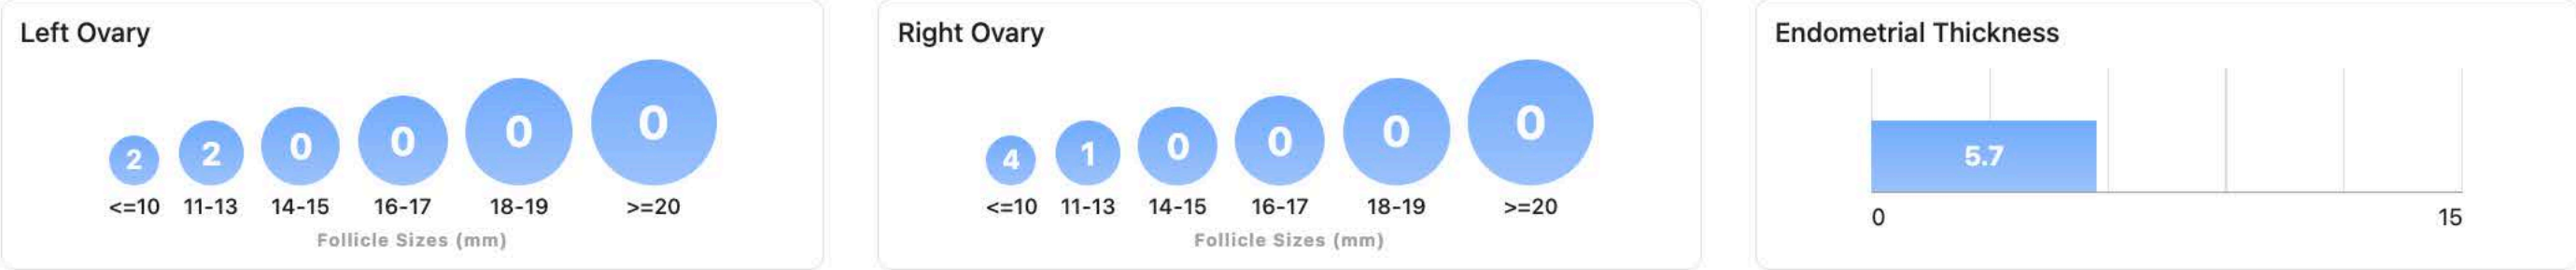 Left Ovary
2 2 0 0 0 0
<=10 11-13 14-15 16-17 18-19 >=20
Follicle Sizes (mm)
Right Ovary
4 1 0 0 0 0
<=10 11-13 14-15 16-17 18-19 >=20
Follicle Sizes (mm)
Endometrial Thickness
5.7
0 15